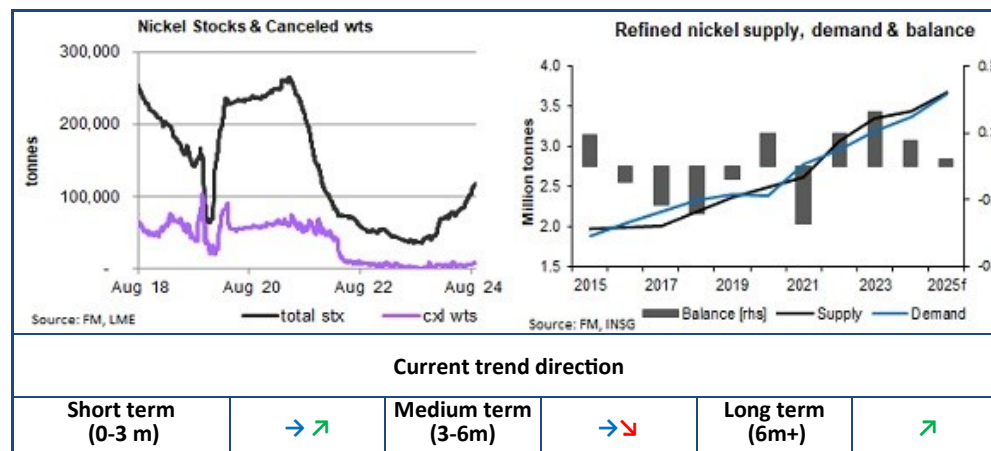 Nickel Stocks & Canceled wts
300,000
200,000
100,000
-
tonnes
Aug 18
Aug 20
Aug 22
Aug 24
Source: FM, LME
total stx
cxl wts
Refined nickel supply, demand & balance
4.0
3.5
3.0
2.5
2.0
1.5
Million tonnes
2015
2017
2019
2021
2023
2025f
Source: FM, INSG
Balance [rhs]
Supply
Demand
Current trend direction
Short term
(0-3 m)
→↗
Medium term
(3-6m)
→↘
Long term
(6m+)
↗